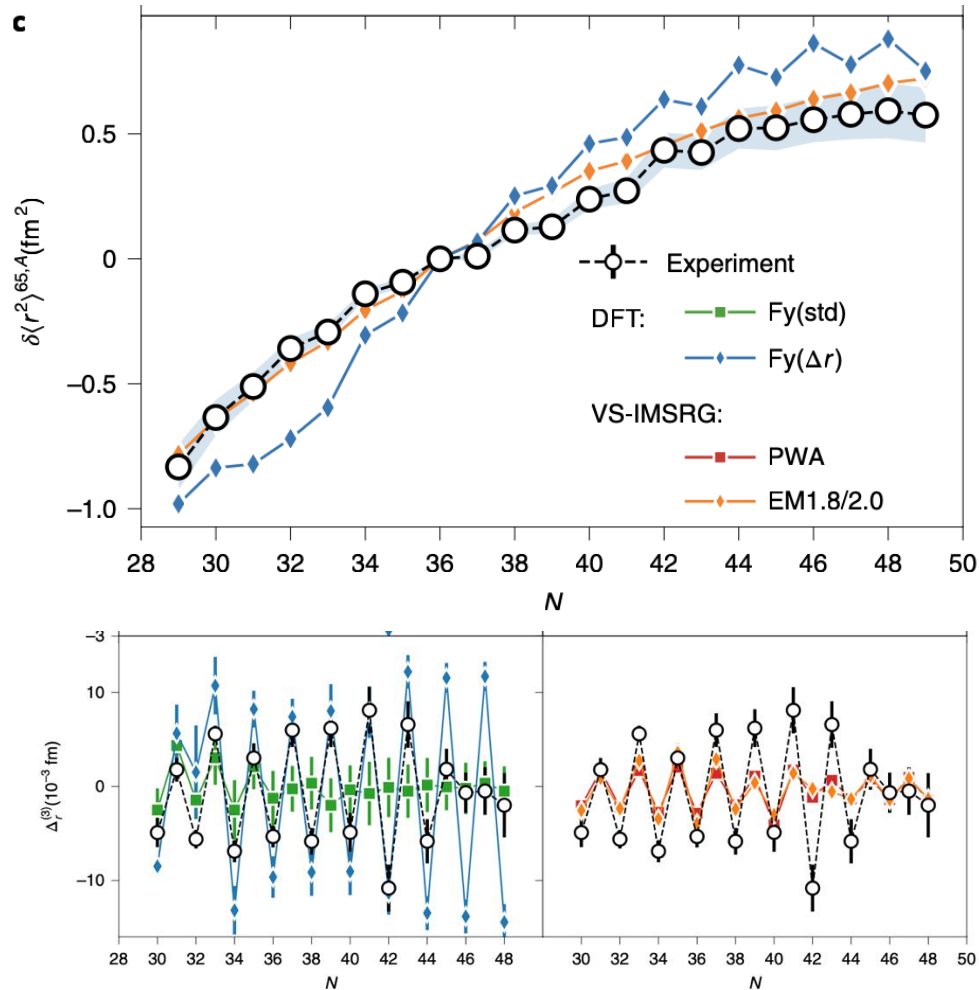 c
δ⟨r²⟩⁶⁵,ᴬ(fm²)
0.5
0
−0.5
−1.0
Experiment
DFT:
Fy(std)
Fy(Δr)
VS-IMSRG:
PWA
EM1.8/2.0
28 30 32 34 36 38 40 42 44 46 48 50
N
−3
10
0
−10
Δᵣ⁽³⁾(10⁻³ fm)
28 30 32 34 36 38 40 42 44 46 48
N
28 30 32 34 36 38 40 42 44 46 48 50
N